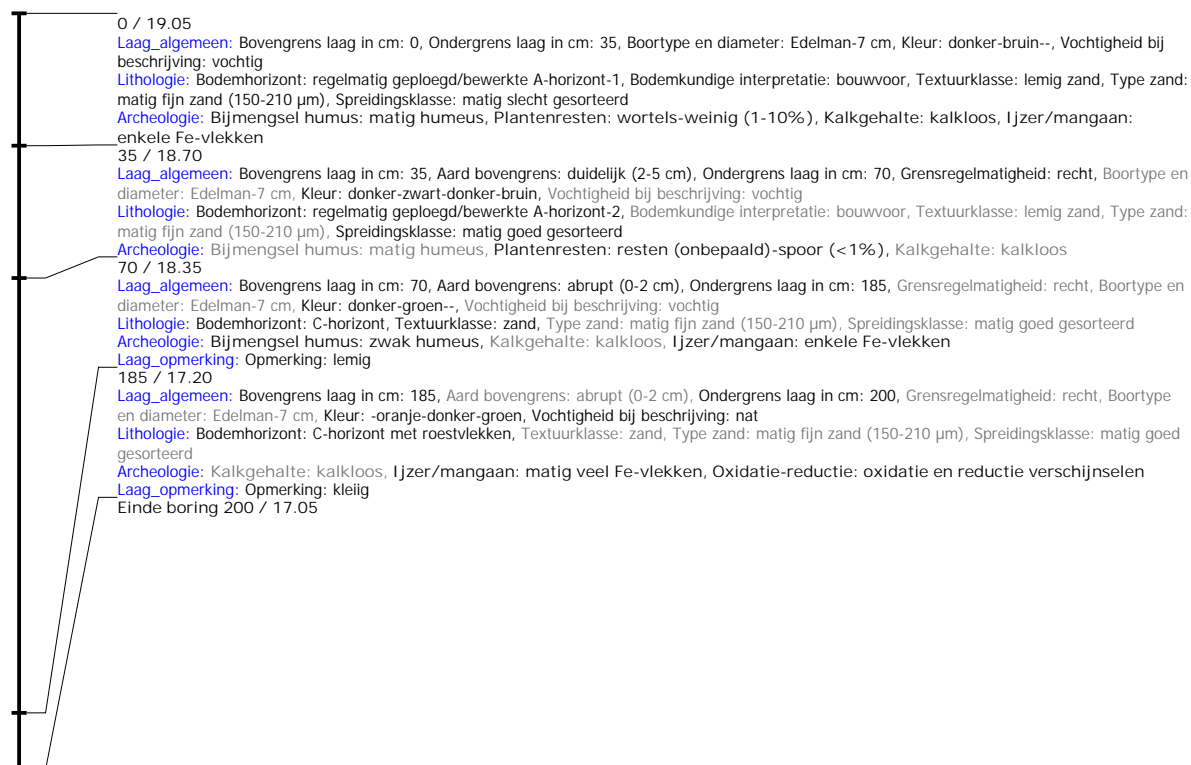 0 / 19.05
Laag_algemeen: Bovengrens laag in cm: 0, Ondergrens laag in cm: 35, Boortype en diameter: Edelman-7 cm, Kleur: donker-bruin--, Vochtigheid bij
beschrijving: vochtig
Lithologie: Bodemhorizont: regelmatig geploegd/bewerkte A-horizont-1, Bodemkundige interpretatie: bouwvoor, Textuurklasse: lemig zand, Type zand:
matig fijn zand (150-210 µm), Spreidingsklasse: matig slecht gesorteerd
Archeologie: Bijmengsel humus: matig humeus, Plantenresten: wortels-weinig (1-10%), Kalkgehalte: kalkloos, Ijzer/mangaan:
enkele Fe-vlekken
35 / 18.70
Laag_algemeen: Bovengrens laag in cm: 35, Aard bovengrens: duidelijk (2-5 cm), Ondergrens laag in cm: 70, Grensregelmatigheid: recht, Boortype en
diameter: Edelman-7 cm, Kleur: donker-zwart-donker-bruin, Vochtigheid bij beschrijving: vochtig
Lithologie: Bodemhorizont: regelmatig geploegd/bewerkte A-horizont-2, Bodemkundige interpretatie: bouwvoor, Textuurklasse: lemig zand, Type zand:
matig fijn zand (150-210 µm), Spreidingsklasse: matig goed gesorteerd
Archeologie: Bijmengsel humus: matig humeus, Plantenresten: resten (onbepaald)-spoor (<1%), Kalkgehalte: kalkloos
70 / 18.35
Laag_algemeen: Bovengrens laag in cm: 70, Aard bovengrens: abrupt (0-2 cm), Ondergrens laag in cm: 185, Grensregelmatigheid: recht, Boortype en
diameter: Edelman-7 cm, Kleur: donker-groen--, Vochtigheid bij beschrijving: vochtig
Lithologie: Bodemhorizont: C-horizont, Textuurklasse: zand, Type zand: matig fijn zand (150-210 µm), Spreidingsklasse: matig goed gesorteerd
Archeologie: Bijmengsel humus: zwak humeus, Kalkgehalte: kalkloos, Ijzer/mangaan: enkele Fe-vlekken
Laag_opmerking: Opmerking: lemig
185 / 17.20
Laag_algemeen: Bovengrens laag in cm: 185, Aard bovengrens: abrupt (0-2 cm), Ondergrens laag in cm: 200, Grensregelmatigheid: recht, Boortype
en diameter: Edelman-7 cm, Kleur: -oranje-donker-groen, Vochtigheid bij beschrijving: nat
Lithologie: Bodemhorizont: C-horizont met roestvlekken, Textuurklasse: zand, Type zand: matig fijn zand (150-210 µm), Spreidingsklasse: matig goed
gesorteerd
Archeologie: Kalkgehalte: kalkloos, Ijzer/mangaan: matig veel Fe-vlekken, Oxidatie-reductie: oxidatie en reductie verschijnselen
Laag_opmerking: Opmerking: kleiig
Einde boring 200 / 17.05